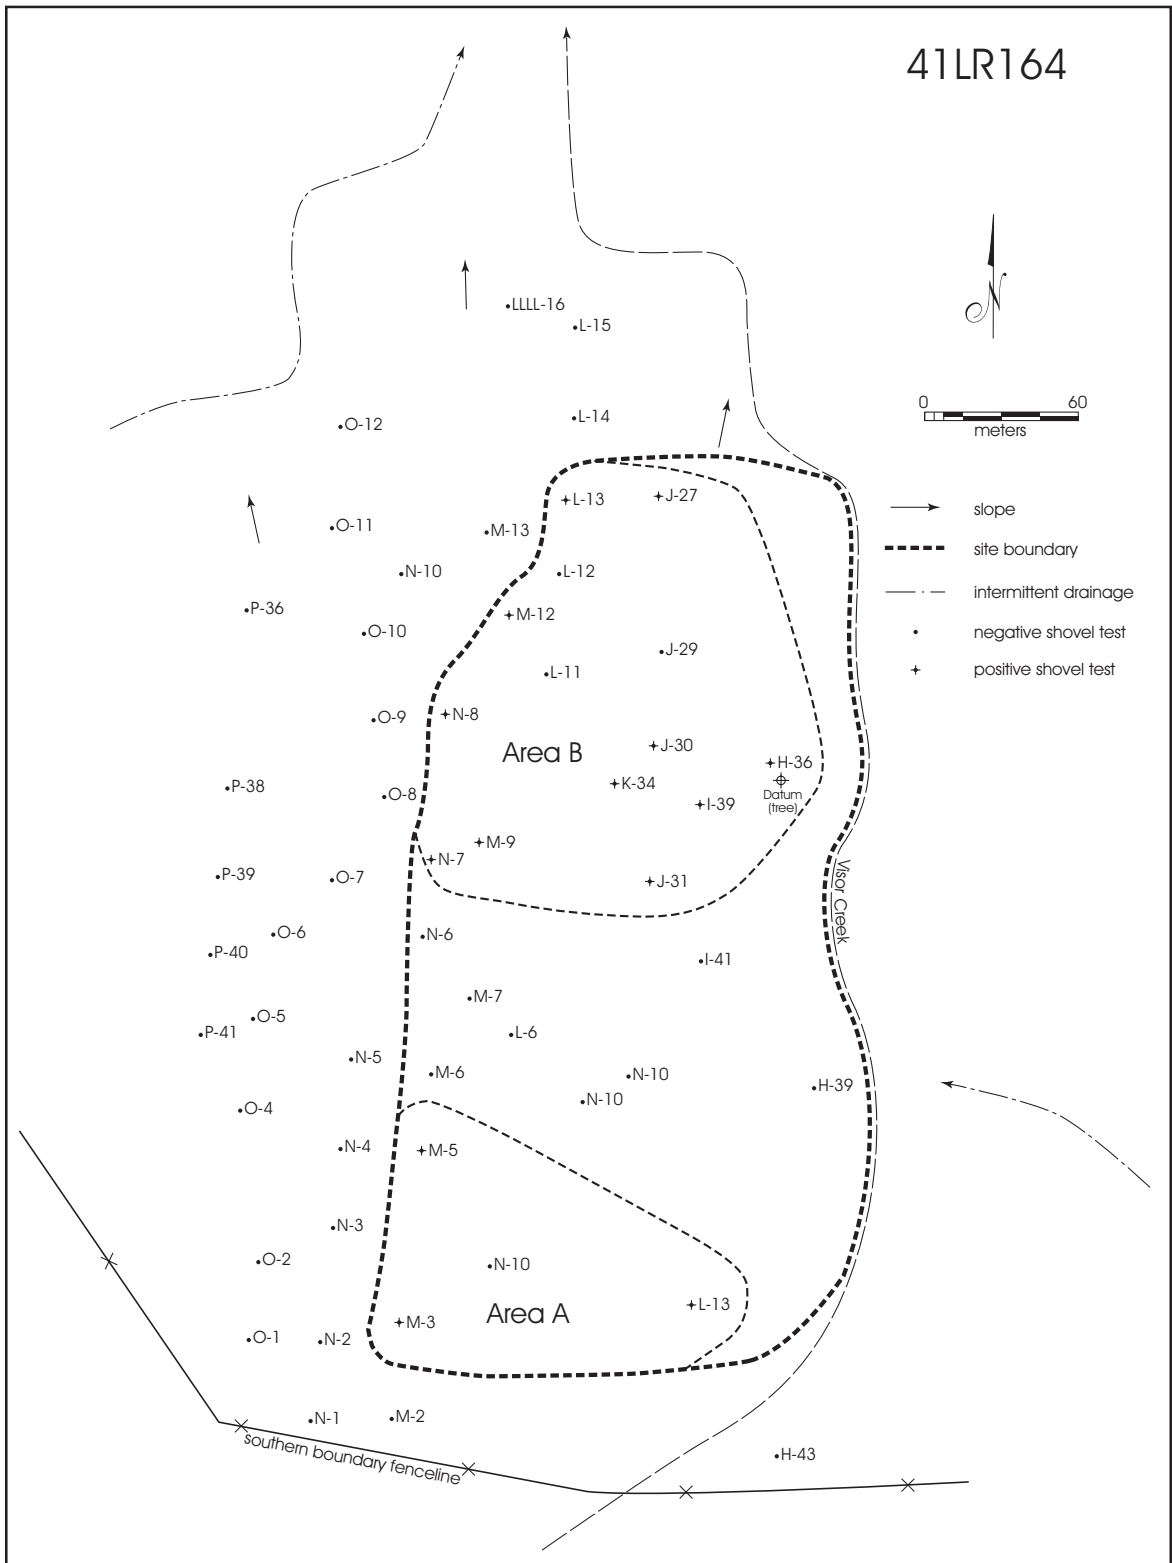 41LR164
N
LLLL-16
L-15
0 60
meters
L-14
O-12
L-13
J-27
slope
O-11
M-13
site boundary
N-10
L-12
intermittent drainage
P-36
M-12
O-10
negative shovel test
J-29
positive shovel test
L-11
N-8
O-9
Area B
J-30
H-36
P-38
K-34
O-8
I-39
Datum
(tree)
M-9
N-7
P-39
O-7
J-31
Visor Creek
O-6
N-6
P-40
I-41
M-7
O-5
P-41
L-6
N-5
M-6
N-10
H-39
N-10
O-4
N-4
M-5
N-3
O-2
N-10
L-13
Area A
M-3
O-1
N-2
N-1
M-2
southern boundary fenceline
H-43